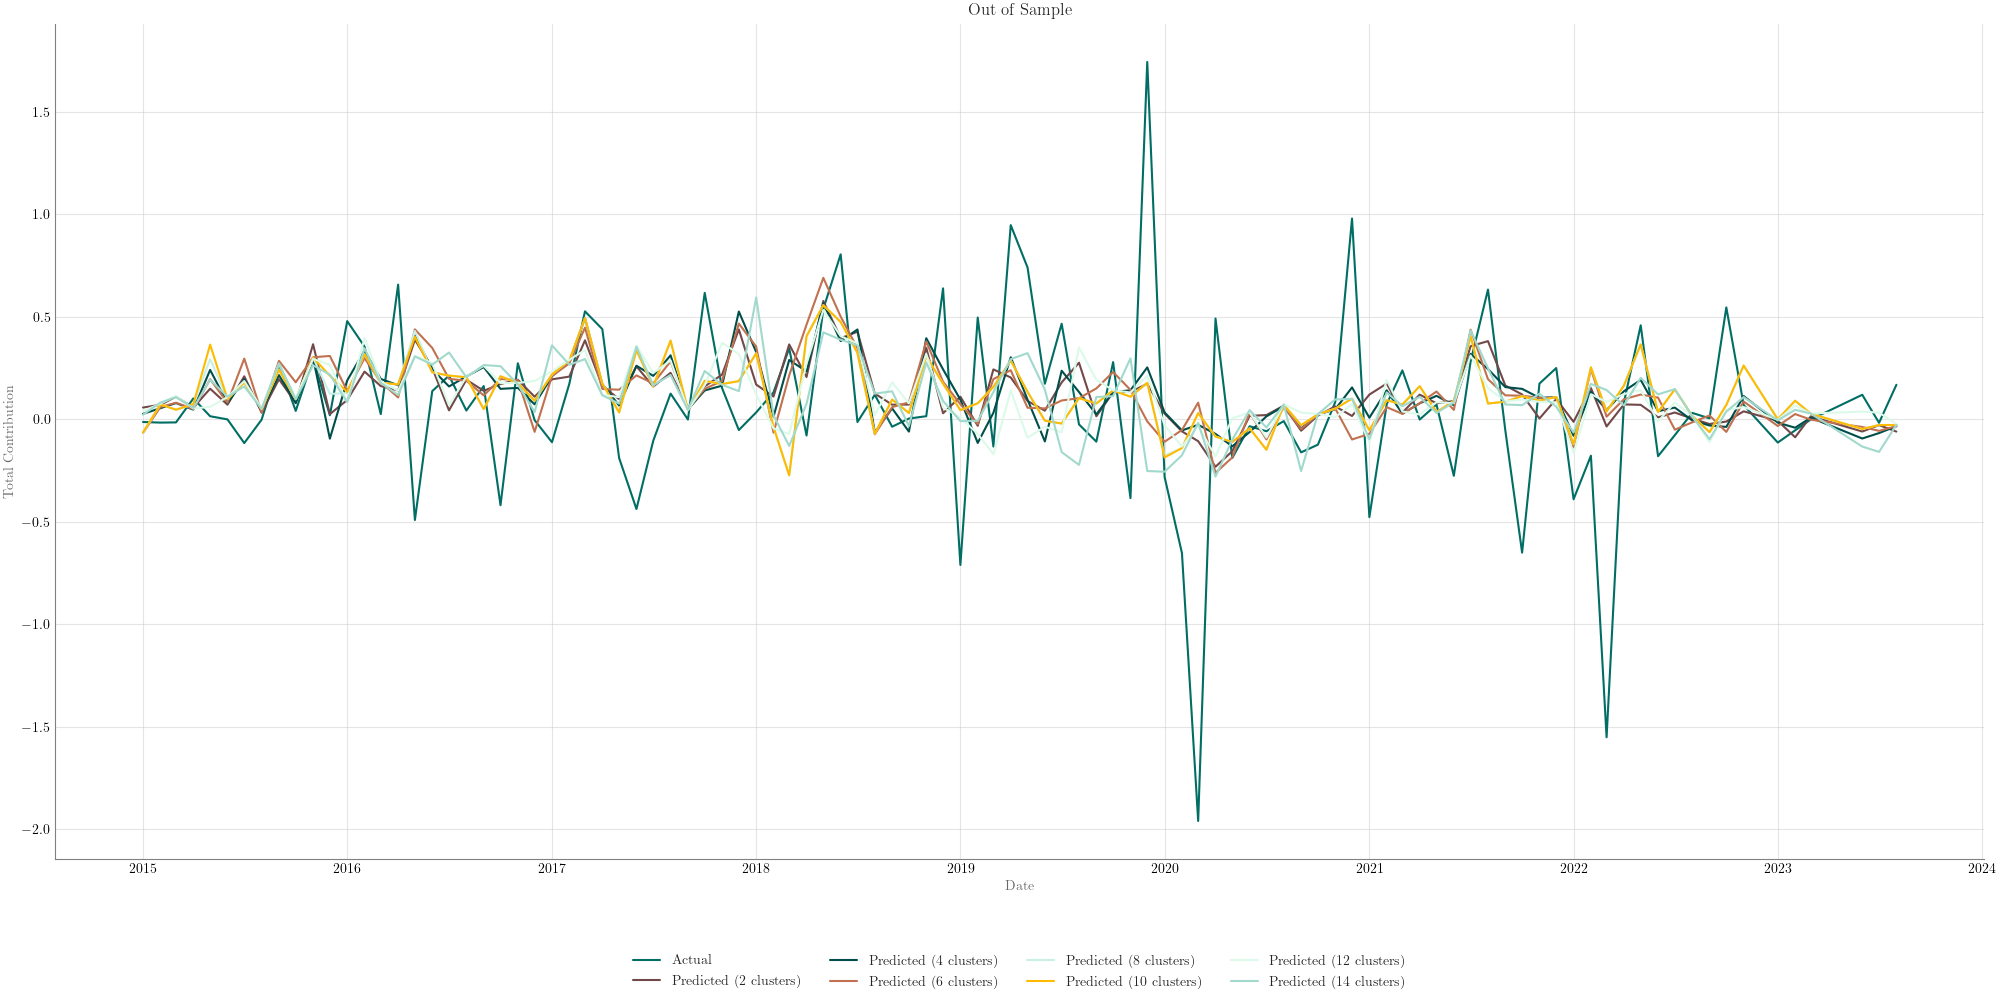 Out of Sample
Total Contribution
1.5
1.0
0.5
0.0
−0.5
−1.0
−1.5
−2.0
2015 2016 2017 2018 2019 2020 2021 2022 2023 2024
Date
Actual Predicted (4 clusters) Predicted (8 clusters) Predicted (12 clusters)
Predicted (2 clusters) Predicted (6 clusters) Predicted (10 clusters) Predicted (14 clusters)